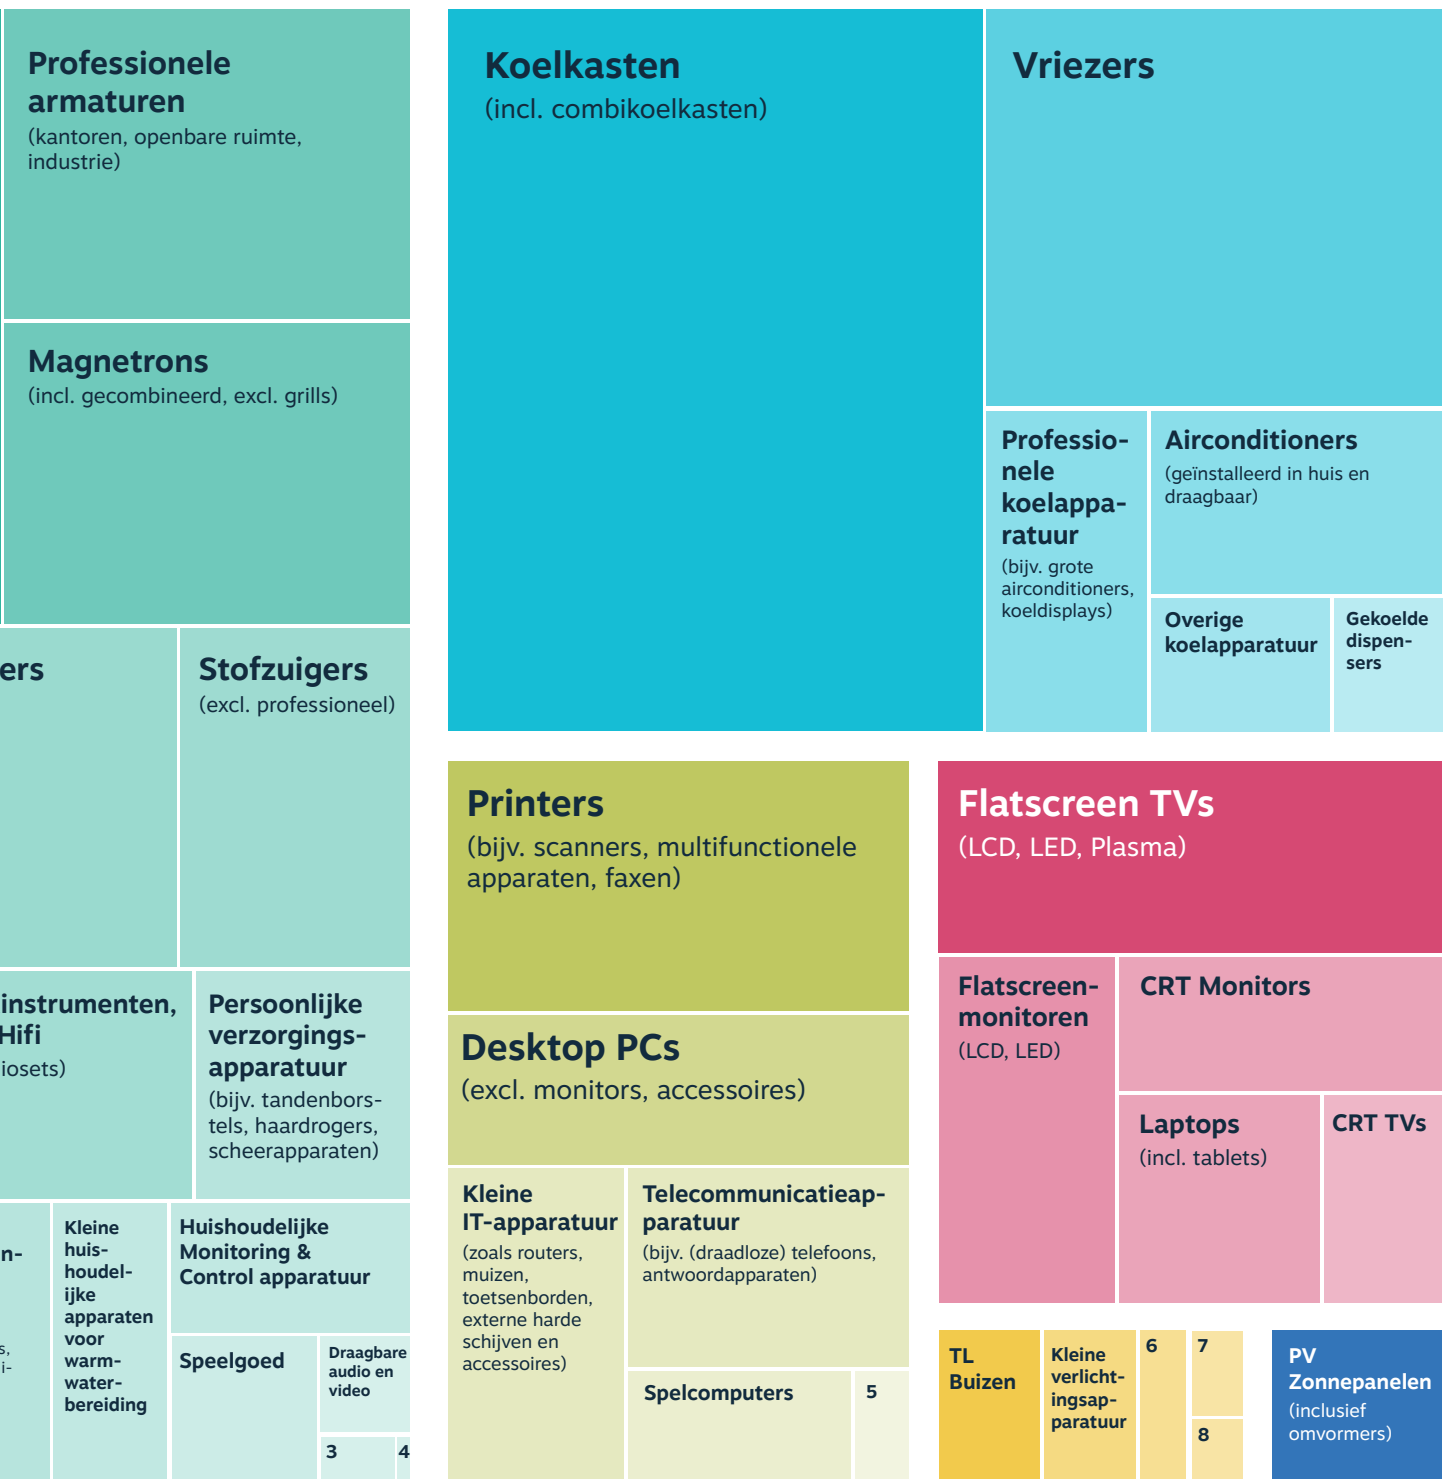 Professionele
armaturen
(kantoren, openbare ruimte,
industrie)
Magnetrons
(incl. gecombineerd, excl. grills)
ers
Stofzuigers
(excl. professioneel)
instrumenten,
Hifi
iosets)
Persoonlijke
verzorgings-
apparatuur
(bijv. tandenbors-
tels, haardrogers,
scheerapparaten)
n-
s,
i-
Kleine
huis-
houdel-
ijke
apparaten
voor
warm-
water-
bereiding
Huishoudelijke
Monitoring &
Control apparatuur
Speelgoed
Draagbare
audio en
video
3
4
Koelkasten
(incl. combikoelkasten)
Vriezers
Professio-
nele
koelappa-
ratuur
(bijv. grote
airconditioners,
koeldisplays)
Airconditioners
(geïnstalleerd in huis en
draagbaar)
Overige
koelapparatuur
Gekoelde
dispen-
sers
Printers
(bijv. scanners, multifunctionele
apparaten, faxen)
Desktop PCs
(excl. monitors, accessoires)
Kleine
IT-apparatuur
(zoals routers,
muizen,
toetsenborden,
externe harde
schijven en
accessoires)
Telecommunicatieap-
paratuur
(bijv. (draadloze) telefoons,
antwoordapparaten)
Spelcomputers
5
Flatscreen TVs
(LCD, LED, Plasma)
Flatscreen-
monitoren
(LCD, LED)
CRT Monitors
Laptops
(incl. tablets)
CRT TVs
TL
Buizen
Kleine
verlicht-
ingsap-
paratuur
6
7
8
PV
Zonnepanelen
(inclusief
omvormers)